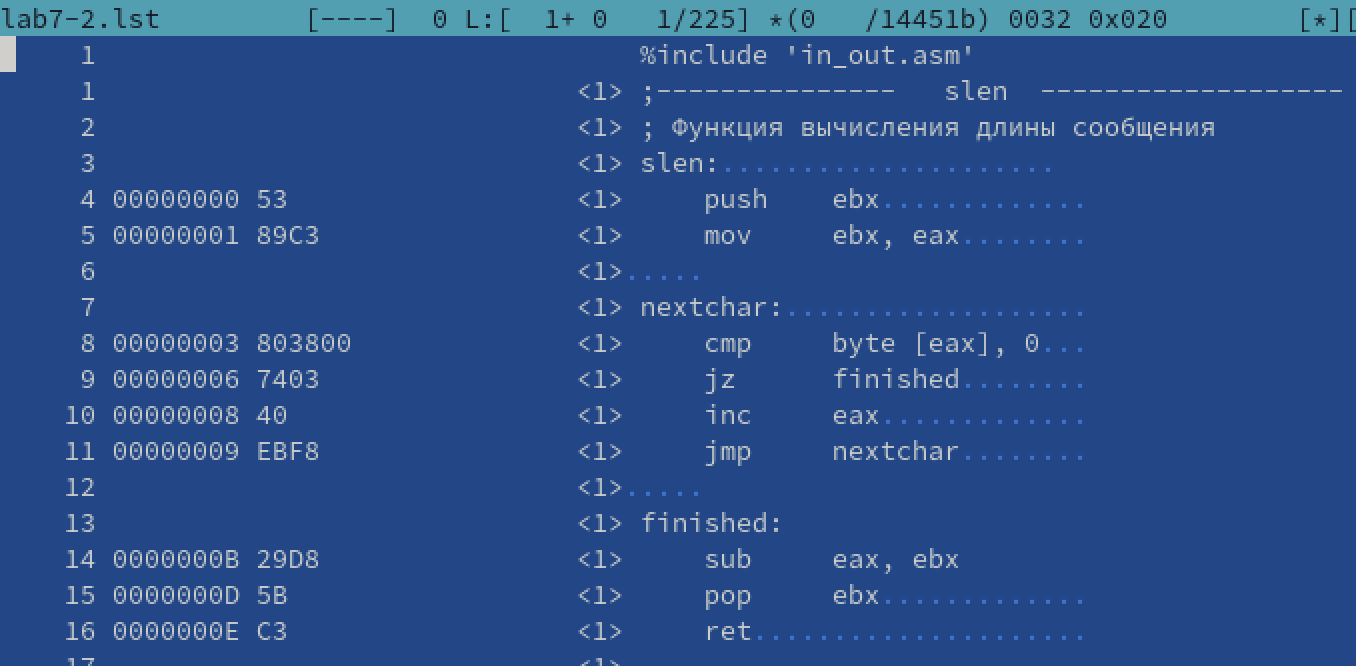 lab7-2.lst [----] 0 L:[ 1+ 0 1/225] *(0 /14451b) 0032 0x020 [*][
1 %include 'in_out.asm'
1 <1> ;--------------- slen -------------------
2 <1> ; Функция вычисления длины сообщения
3 <1> slen:.....................
4 00000000 53 <1> push ebx.............
5 00000001 89C3 <1> mov ebx, eax........
6 <1>.....
7 <1> nextchar:...................
8 00000003 803800 <1> cmp byte [eax], 0...
9 00000006 7403 <1> jz finished........
10 00000008 40 <1> inc eax.............
11 00000009 EBF8 <1> jmp nextchar........
12 <1>.....
13 <1> finished:
14 0000000B 29D8 <1> sub eax, ebx
15 0000000D 5B <1> pop ebx.............
16 0000000E C3 <1> ret.....................
17 <1>